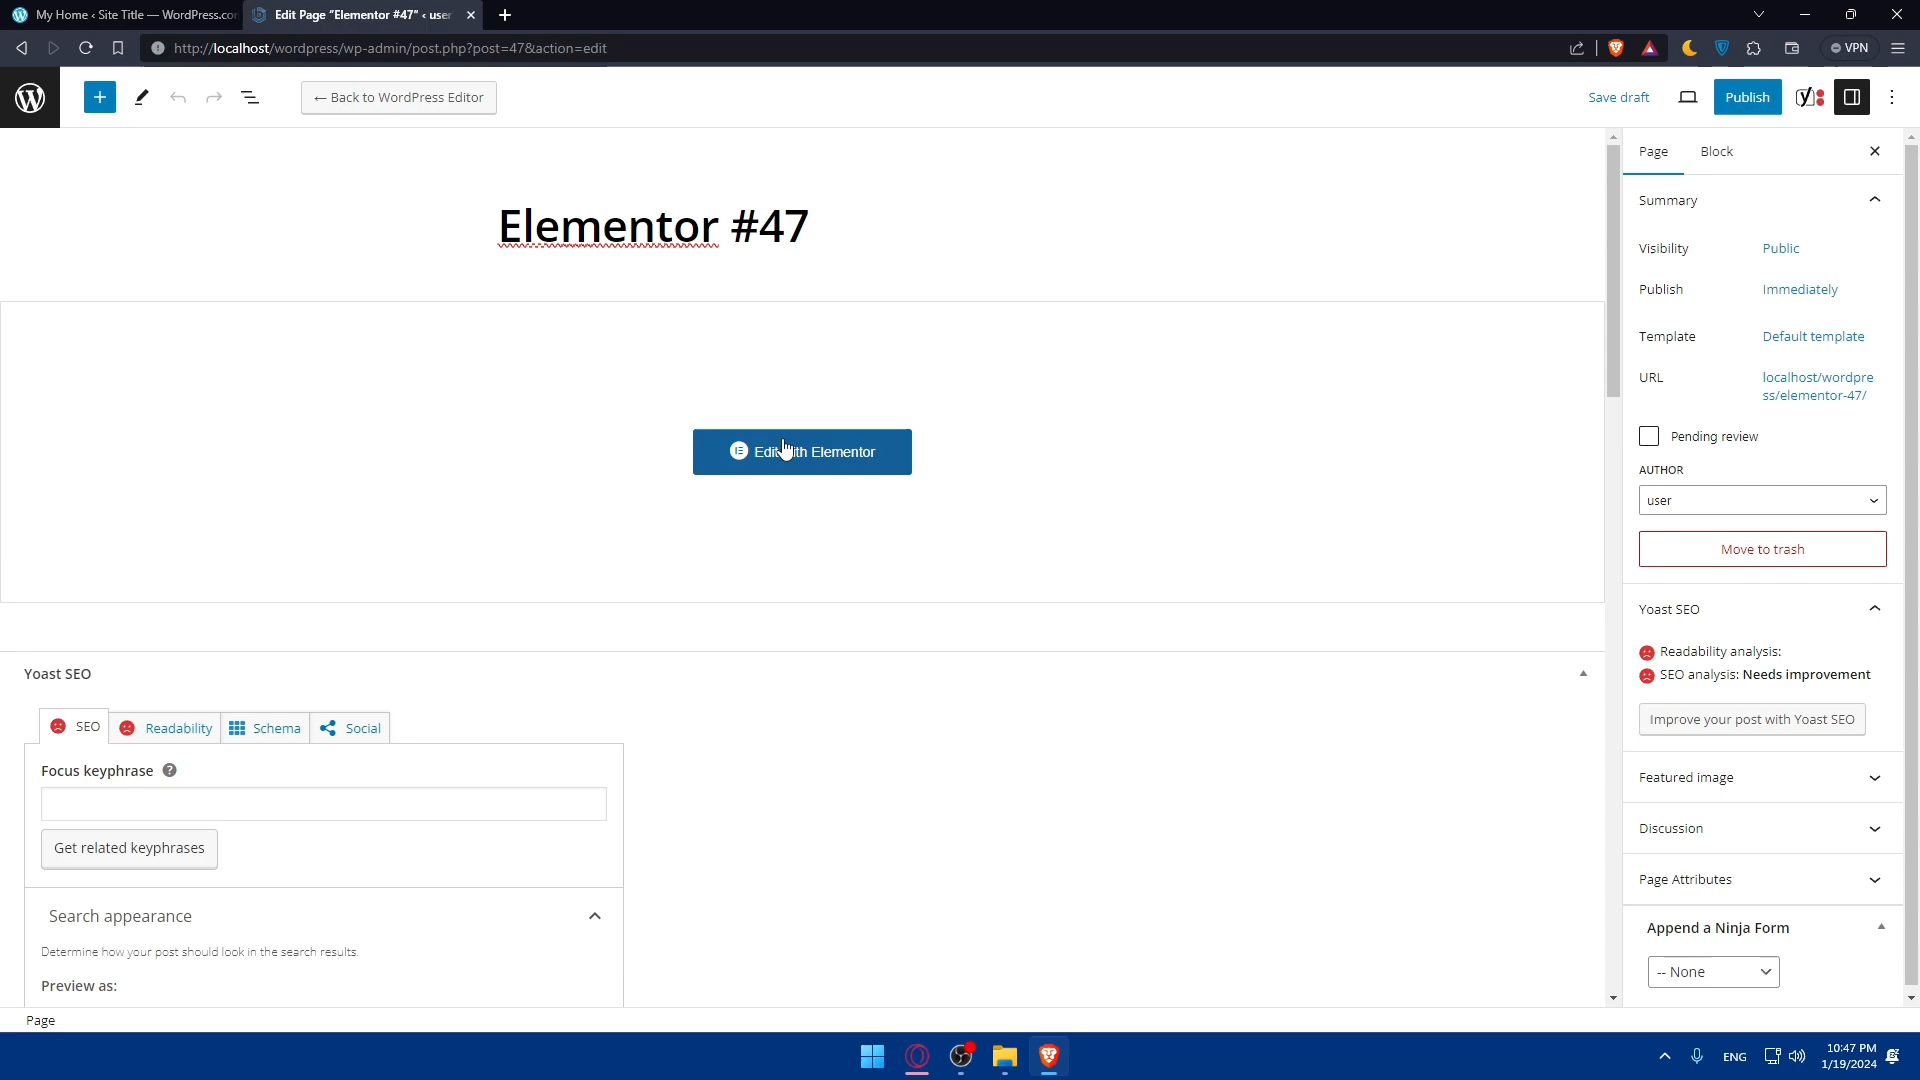 My Home ‹ Site Title — WordPress.con
Edit Page "Elementor #47" ‹ user
http://localhost/wordpress/wp-admin/post.php?post=47&action=edit
VPN
← Back to WordPress Editor
Save draft
Publish
Page
Block
Elementor #47
Summary
Visibility
Public
Publish
Immediately
Template
Default template
URL
localhost/wordpre
ss/elementor-47/
Pending review
AUTHOR
user
Edit with Elementor
Move to trash
Yoast SEO
Readability analysis:
SEO analysis: Needs improvement
Improve your post with Yoast SEO
Yoast SEO
SEO
Readability
Schema
Social
Focus keyphrase
Get related keyphrases
Featured image
Discussion
Page Attributes
Append a Ninja Form
-- None
Search appearance
Determine how your post should look in the search results.
Preview as:
Page
ENG
10:47 PM
1/19/2024